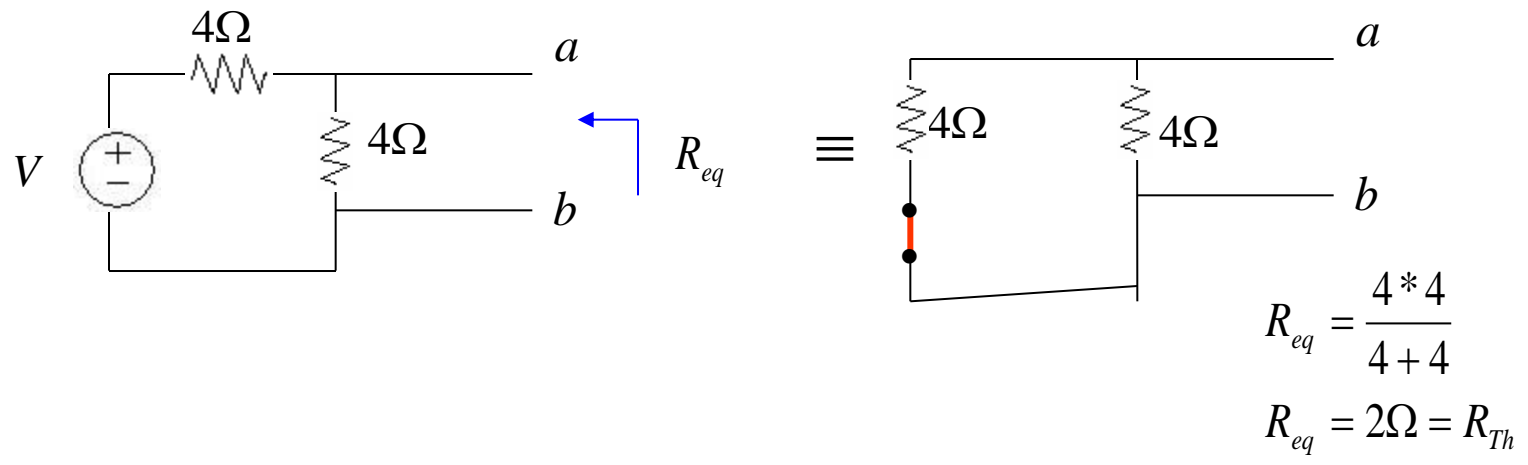 4Ω
a
V
+
−
4Ω
b
R_eq
≡
a
4Ω
4Ω
b
R_eq = 4*4 / 4+4
R_eq = 2Ω = R_Th